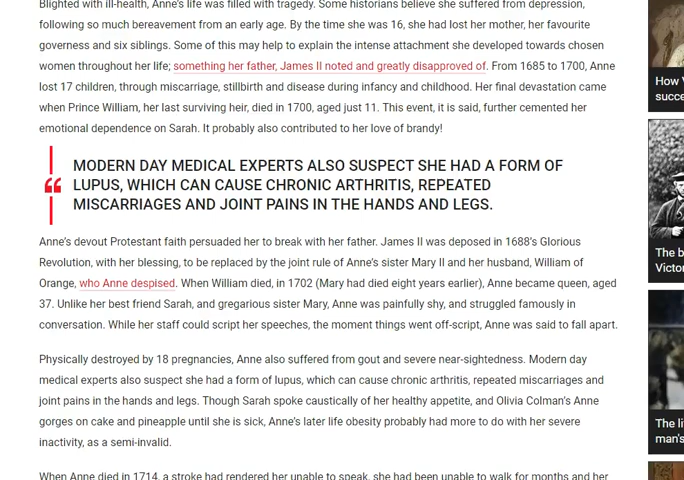 Blighted with ill-health, Anne's life was filled with tragedy. Some historians believe she suffered from depression,
following so much bereavement from an early age. By the time she was 16, she had lost her mother, her favourite
governess and six siblings. Some of this may help to explain the intense attachment she developed towards chosen
women throughout her life; something her father, James II noted and greatly disapproved of. From 1685 to 1700, Anne
lost 17 children, through miscarriage, stillbirth and disease during infancy and childhood. Her final devastation came
when Prince William, her last surviving heir, died in 1700, aged just 11. This event, it is said, further cemented her
emotional dependence on Sarah. It probably also contributed to her love of brandy!
“ MODERN DAY MEDICAL EXPERTS ALSO SUSPECT SHE HAD A FORM OF
LUPUS, WHICH CAN CAUSE CHRONIC ARTHRITIS, REPEATED
MISCARRIAGES AND JOINT PAINS IN THE HANDS AND LEGS.
Anne's devout Protestant faith persuaded her to break with her father. James II was deposed in 1688's Glorious
Revolution, with her blessing, to be replaced by the joint rule of Anne's sister Mary II and her husband, William of
Orange, who Anne despised. When William died, in 1702 (Mary had died eight years earlier), Anne became queen, aged
37. Unlike her best friend Sarah, and gregarious sister Mary, Anne was painfully shy, and struggled famously in
conversation. While her staff could script her speeches, the moment things went off-script, Anne was said to fall apart.
Physically destroyed by 18 pregnancies, Anne also suffered from gout and severe near-sightedness. Modern day
medical experts also suspect she had a form of lupus, which can cause chronic arthritis, repeated miscarriages and
joint pains in the hands and legs. Though Sarah spoke caustically of her healthy appetite, and Olivia Colman's Anne
gorges on cake and pineapple until she is sick, Anne's later life obesity probably had more to do with her severe
inactivity, as a semi-invalid.
When Anne died in 1714, a stroke had rendered her unable to speak, she had been unable to walk for months and her
How V
succe
The b
Victor
The li
man's